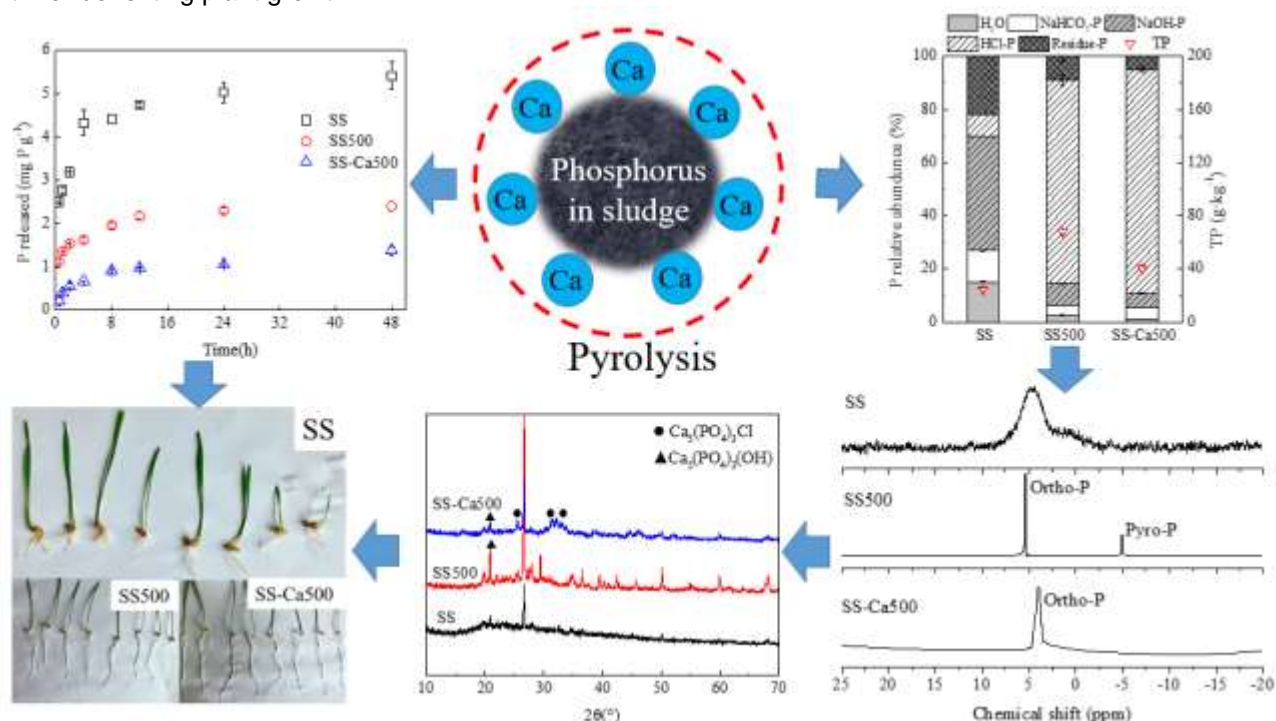 6
5
4
3
2
1
0
P released (mg P g⁻¹)
SS
SS500
SS-Ca500
0 8 16 24 32 40 48
Time(h)
Ca
Ca
Ca
Ca
Ca
Ca
Ca
Phosphorus
in sludge
Pyrolysis
H₂O NaHCO₃-P NaOH-P
HCl-P Residue-P TP
100
80
60
40
20
0
P relative abundance (%)
200
160
120
80
40
0
TP (g·kg⁻¹)
SS SS500 SS-Ca500
SS
SS500
SS-Ca500
Ca₅(PO₄)₃Cl
Ca₅(PO₄)₃(OH)
SS-Ca500
SS500
SS
10 20 30 40 50 60 70
2θ(°)
SS
SS500
Ortho-P
Pyro-P
SS-Ca500
Ortho-P
25 20 15 10 5 0 -5 -10 -15 -20
Chemical shift (ppm)